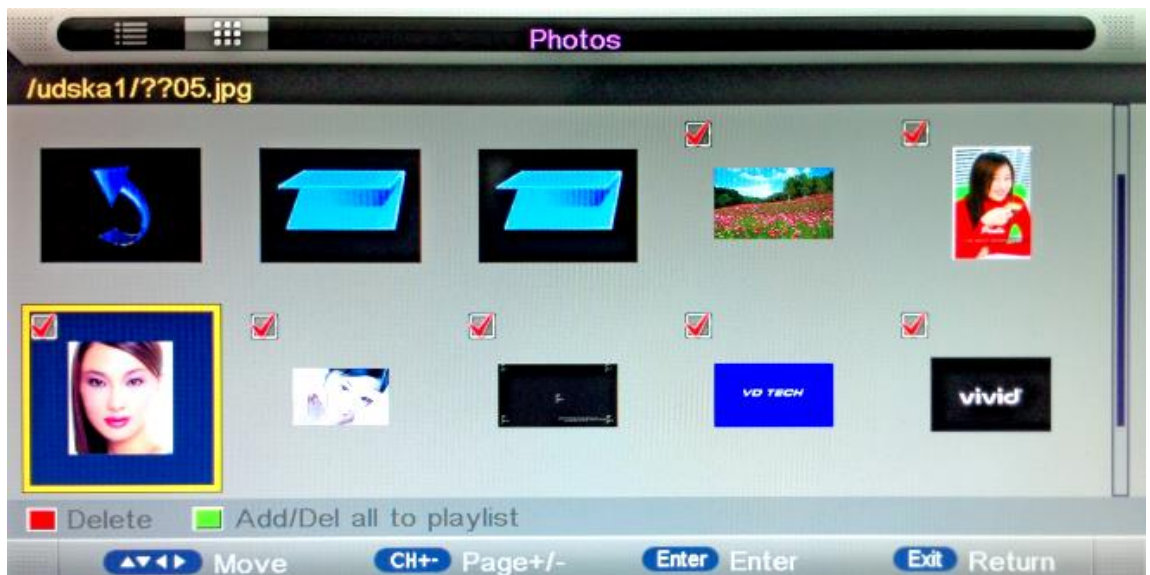 Photos
/udska1/??05.jpg
VD TECH
vivid
Delete Add/Del all to playlist
▲▼◀▶ Move CH+- Page+/- Enter Enter Exit Return